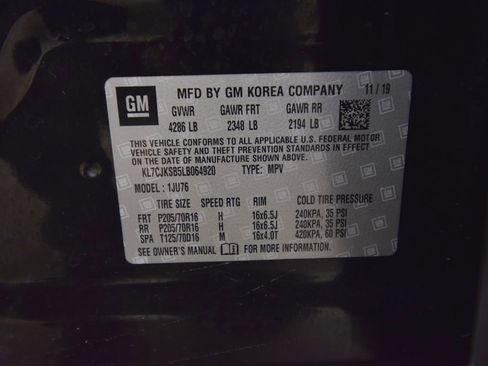 GM MFD BY GM KOREA COMPANY 11/19
GVWR GAWR FRT GAWR RR
4286 LB 2348 LB 2194 LB
THIS VEHICLE CONFORMS TO ALL APPLICABLE U.S. FEDERAL MOTOR
VEHICLE SAFETY AND THEFT PREVENTION STANDARDS IN EFFECT
ON THE DATE OF MANUFACTURE SHOWN ABOVE.
KL7CJKSB5LB064920 TYPE: MPV
MODEL: 1JU76
TIRE SIZE SPEED RTG RIM COLD TIRE PRESSURE
FRT P205/70R16 H 16x6.5J 240KPA, 35 PSI
RR P205/70R16 H 16x6.5J 240KPA, 35 PSI
SPA T125/70D16 M 16x4.0T 420KPA, 60 PSI
SEE OWNER'S MANUAL FOR MORE INFORMATION.